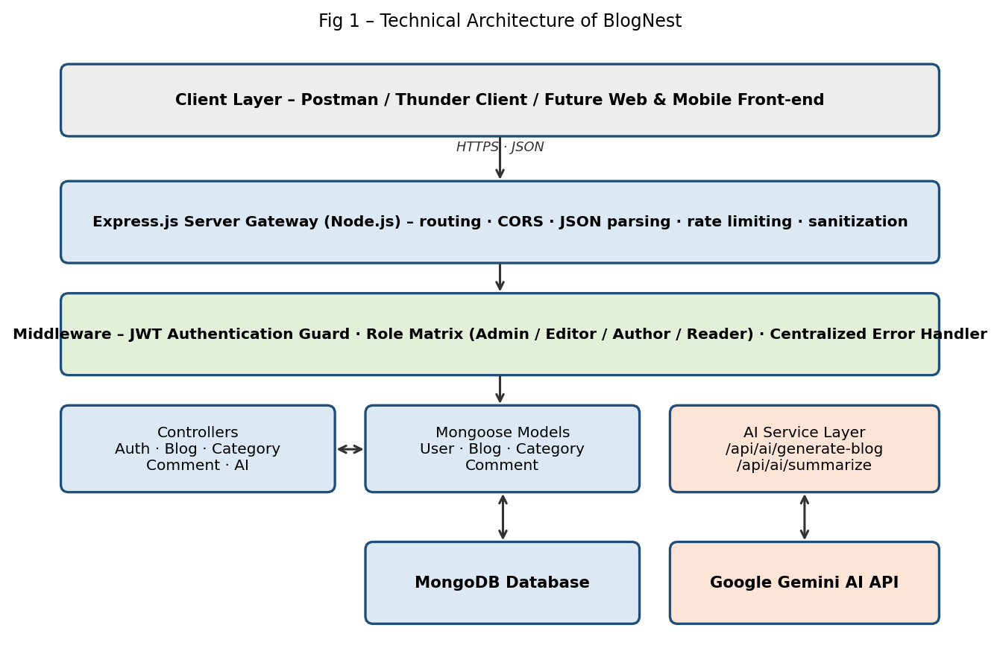 Fig 1 – Technical Architecture of BlogNest
Client Layer – Postman / Thunder Client / Future Web & Mobile Front-end
HTTPS · JSON
Express.js Server Gateway (Node.js) – routing · CORS · JSON parsing · rate limiting · sanitization
Middleware – JWT Authentication Guard · Role Matrix (Admin / Editor / Author / Reader) · Centralized Error Handler
Controllers
Auth · Blog · Category
Comment · AI
Mongoose Models
User · Blog · Category
Comment
AI Service Layer
/api/ai/generate-blog
/api/ai/summarize
MongoDB Database
Google Gemini AI API